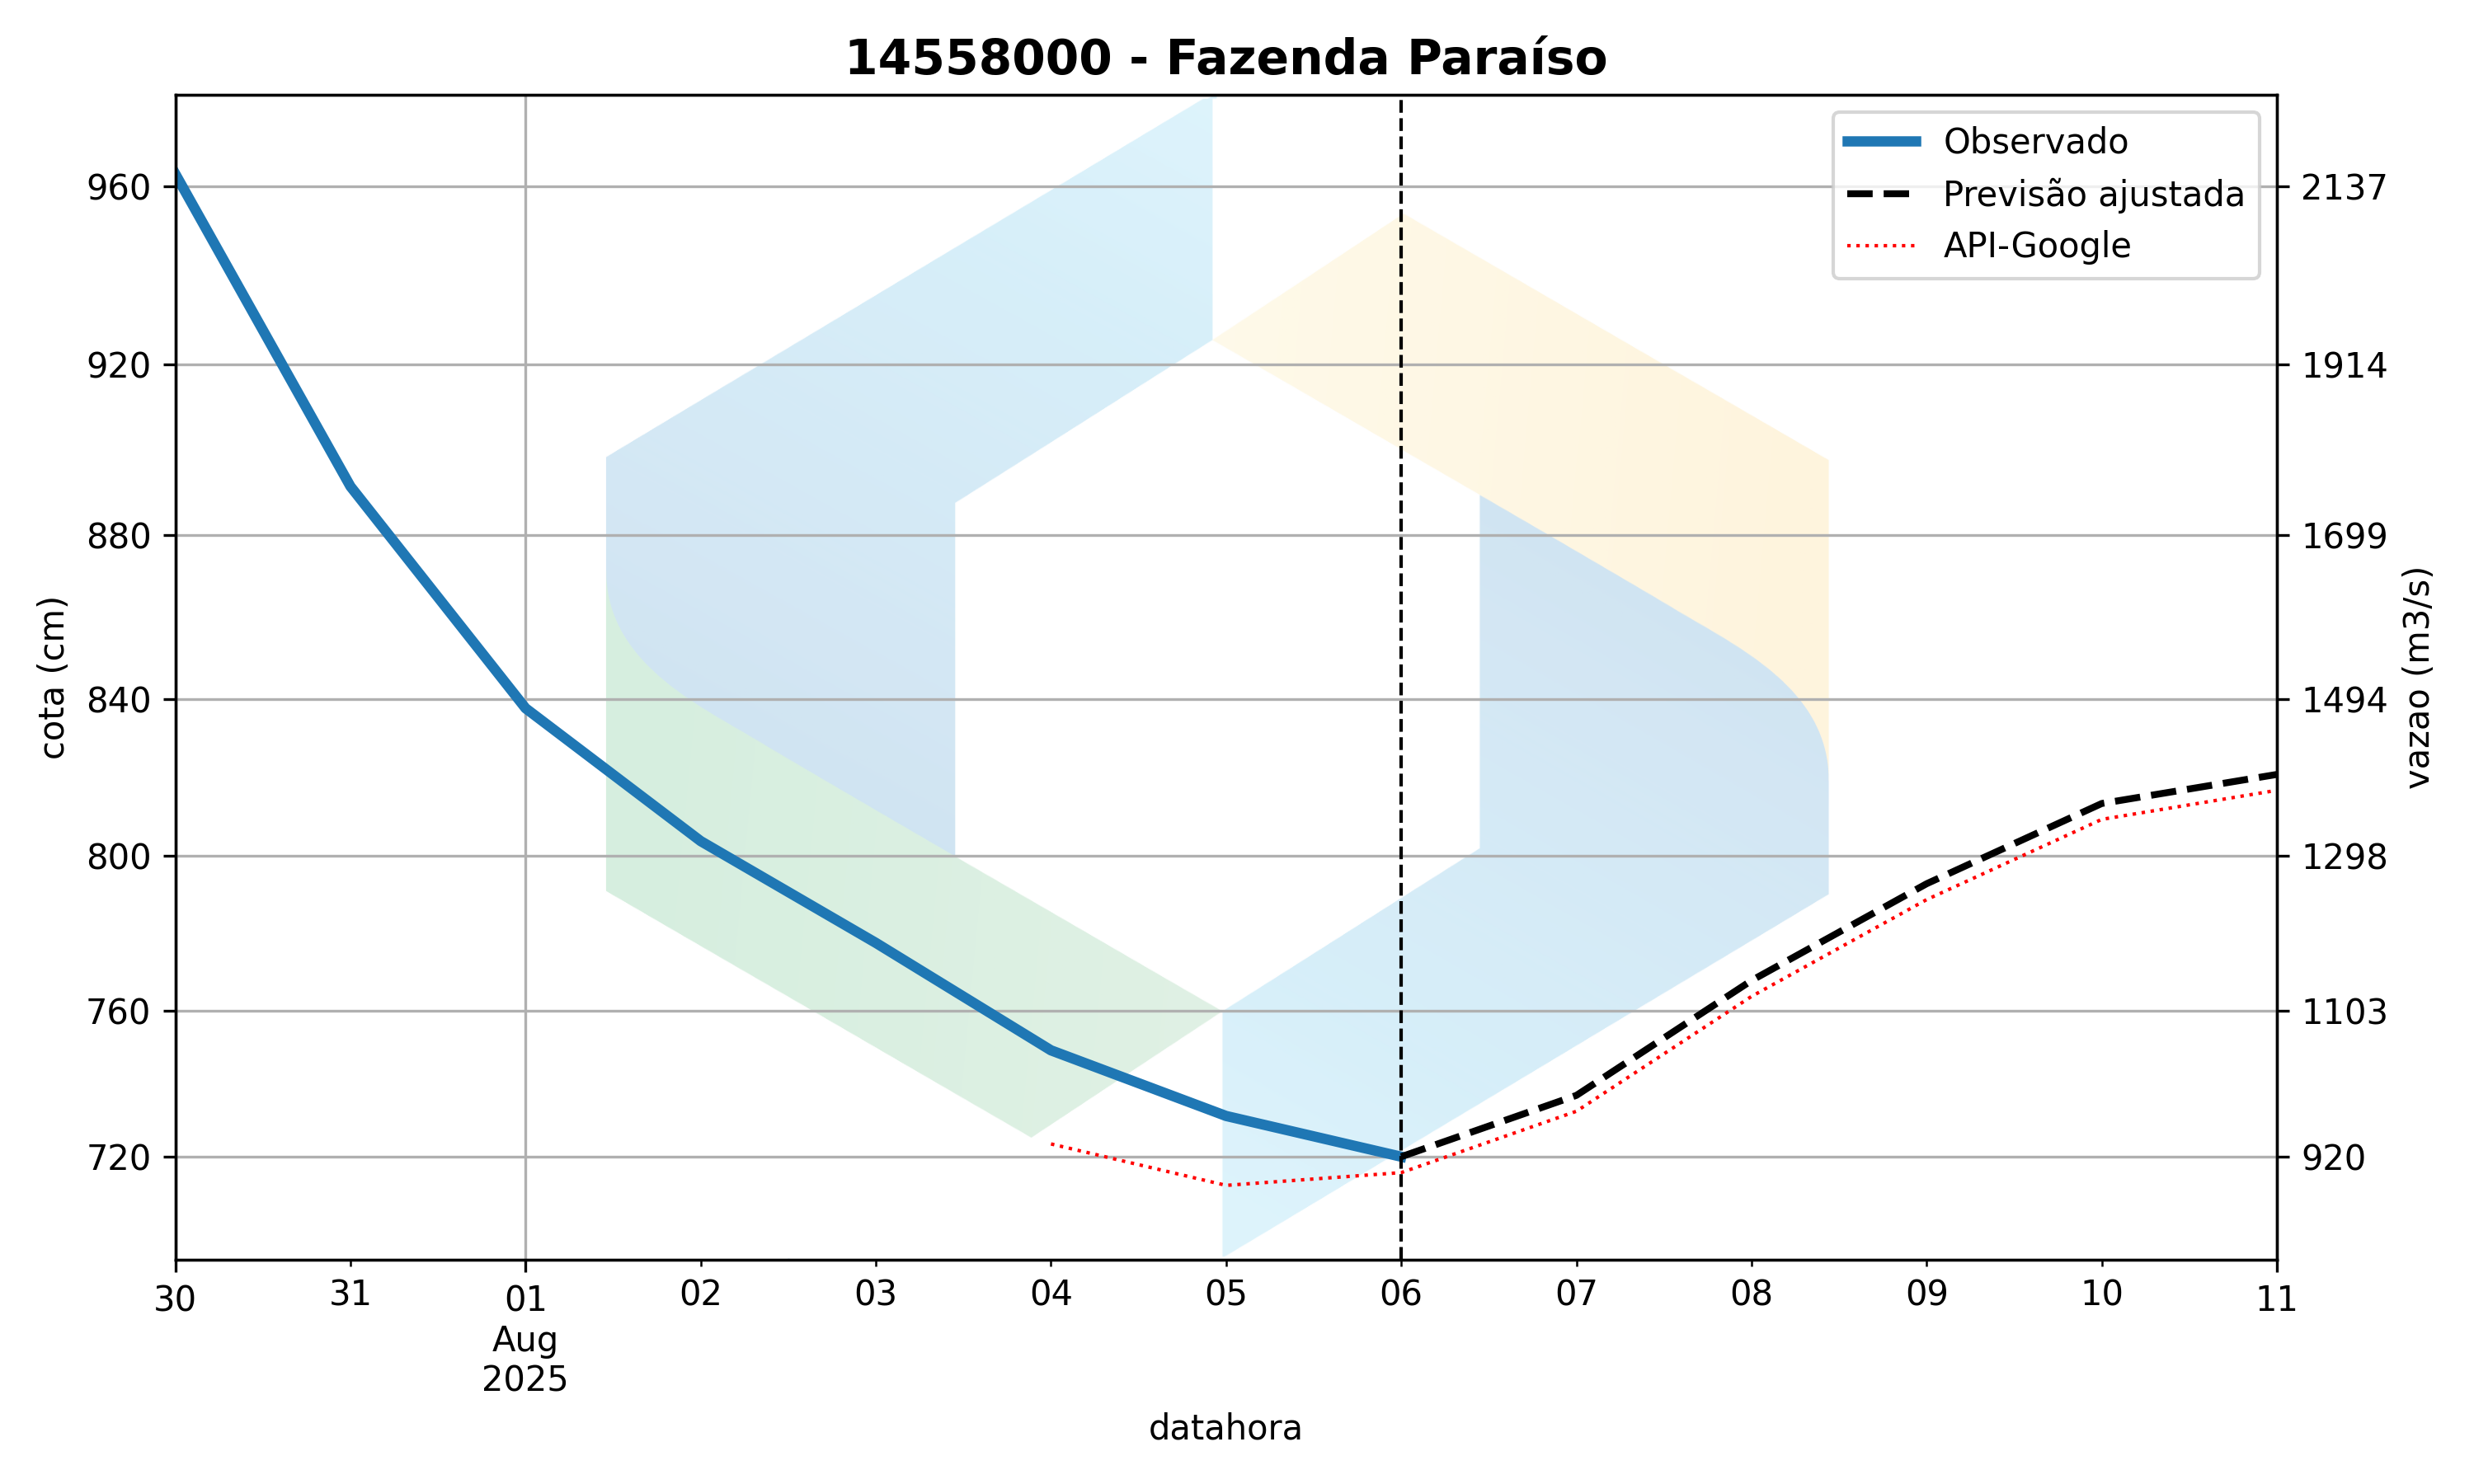 14558000 - Fazenda Paraíso
Observado
Previsão ajustada
API-Google
cota (cm)
960
920
880
840
800
760
720
2137
1914
1699
1494
1298
1103
920
vazao (m3/s)
30 31 01 02 03 04 05 06 07 08 09 10 11
Aug
2025
datahora